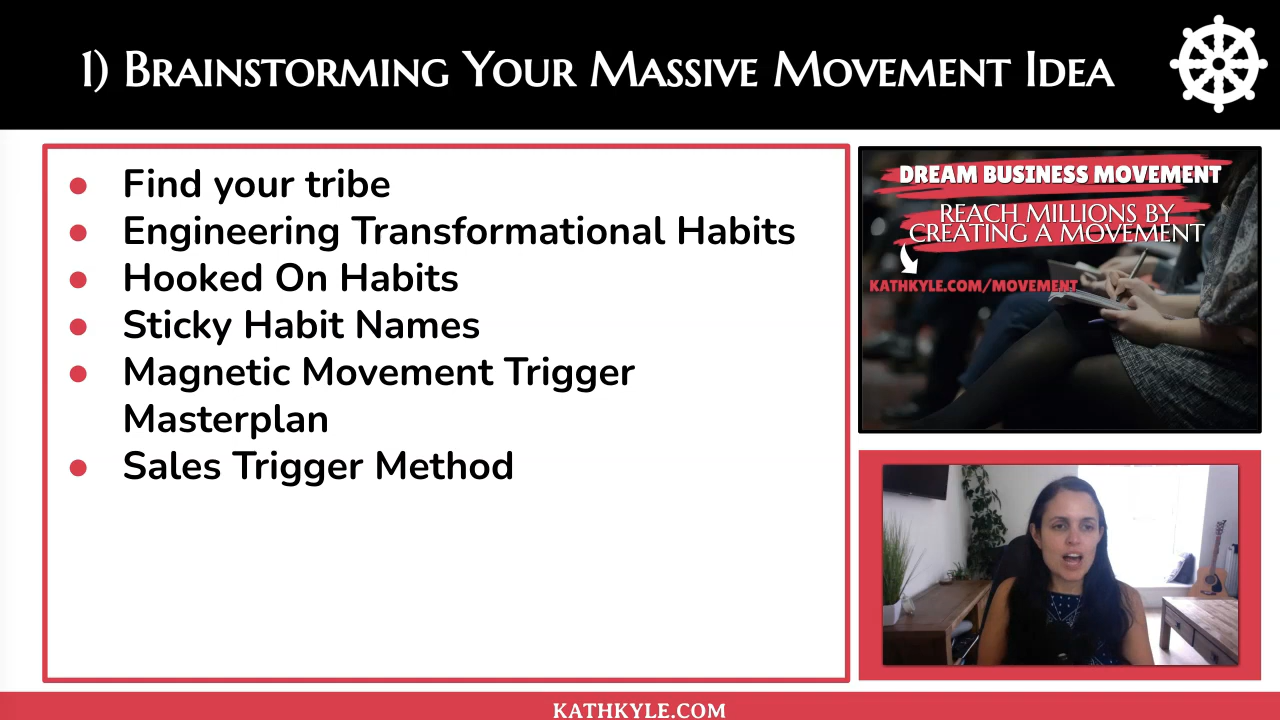 1) Brainstorming Your Massive Movement Idea
Find your tribe
Engineering Transformational Habits
Hooked On Habits
Sticky Habit Names
Magnetic Movement Trigger
Masterplan
Sales Trigger Method
DREAM BUSINESS MOVEMENT
REACH MILLIONS BY
CREATING A MOVEMENT
KATHKYLE.COM/MOVEMENT
KATHKYLE.COM